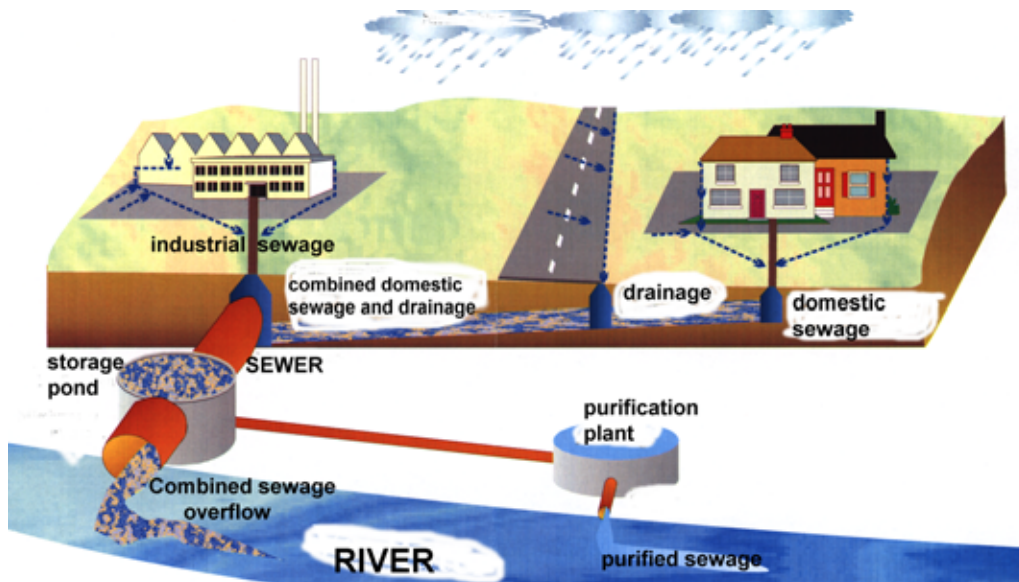 industrial sewage
combined domestic
sewage and drainage
drainage
domestic
sewage
storage
pond
SEWER
purification
plant
Combined sewage
overflow
RIVER
purified sewage